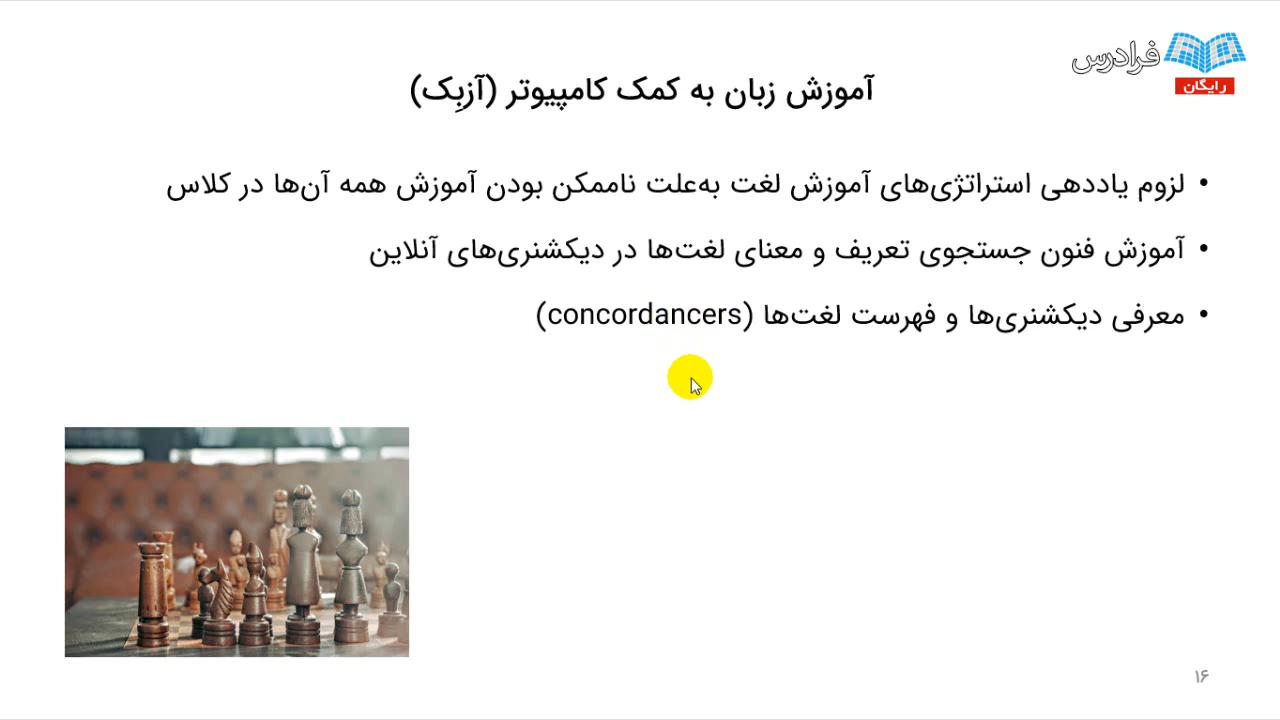 فرادرس
رایگان
آموزش زبان به کمک کامپیوتر (آزبِک)
• لزوم یاددهی استراتژی‌های آموزش لغت به‌علت ناممکن بودن آموزش همه آن‌ها در کلاس
• آموزش فنون جستجوی تعریف و معنای لغت‌ها در دیکشنری‌های آنلاین
• معرفی دیکشنری‌ها و فهرست لغت‌ها (concordancers)
۱۶